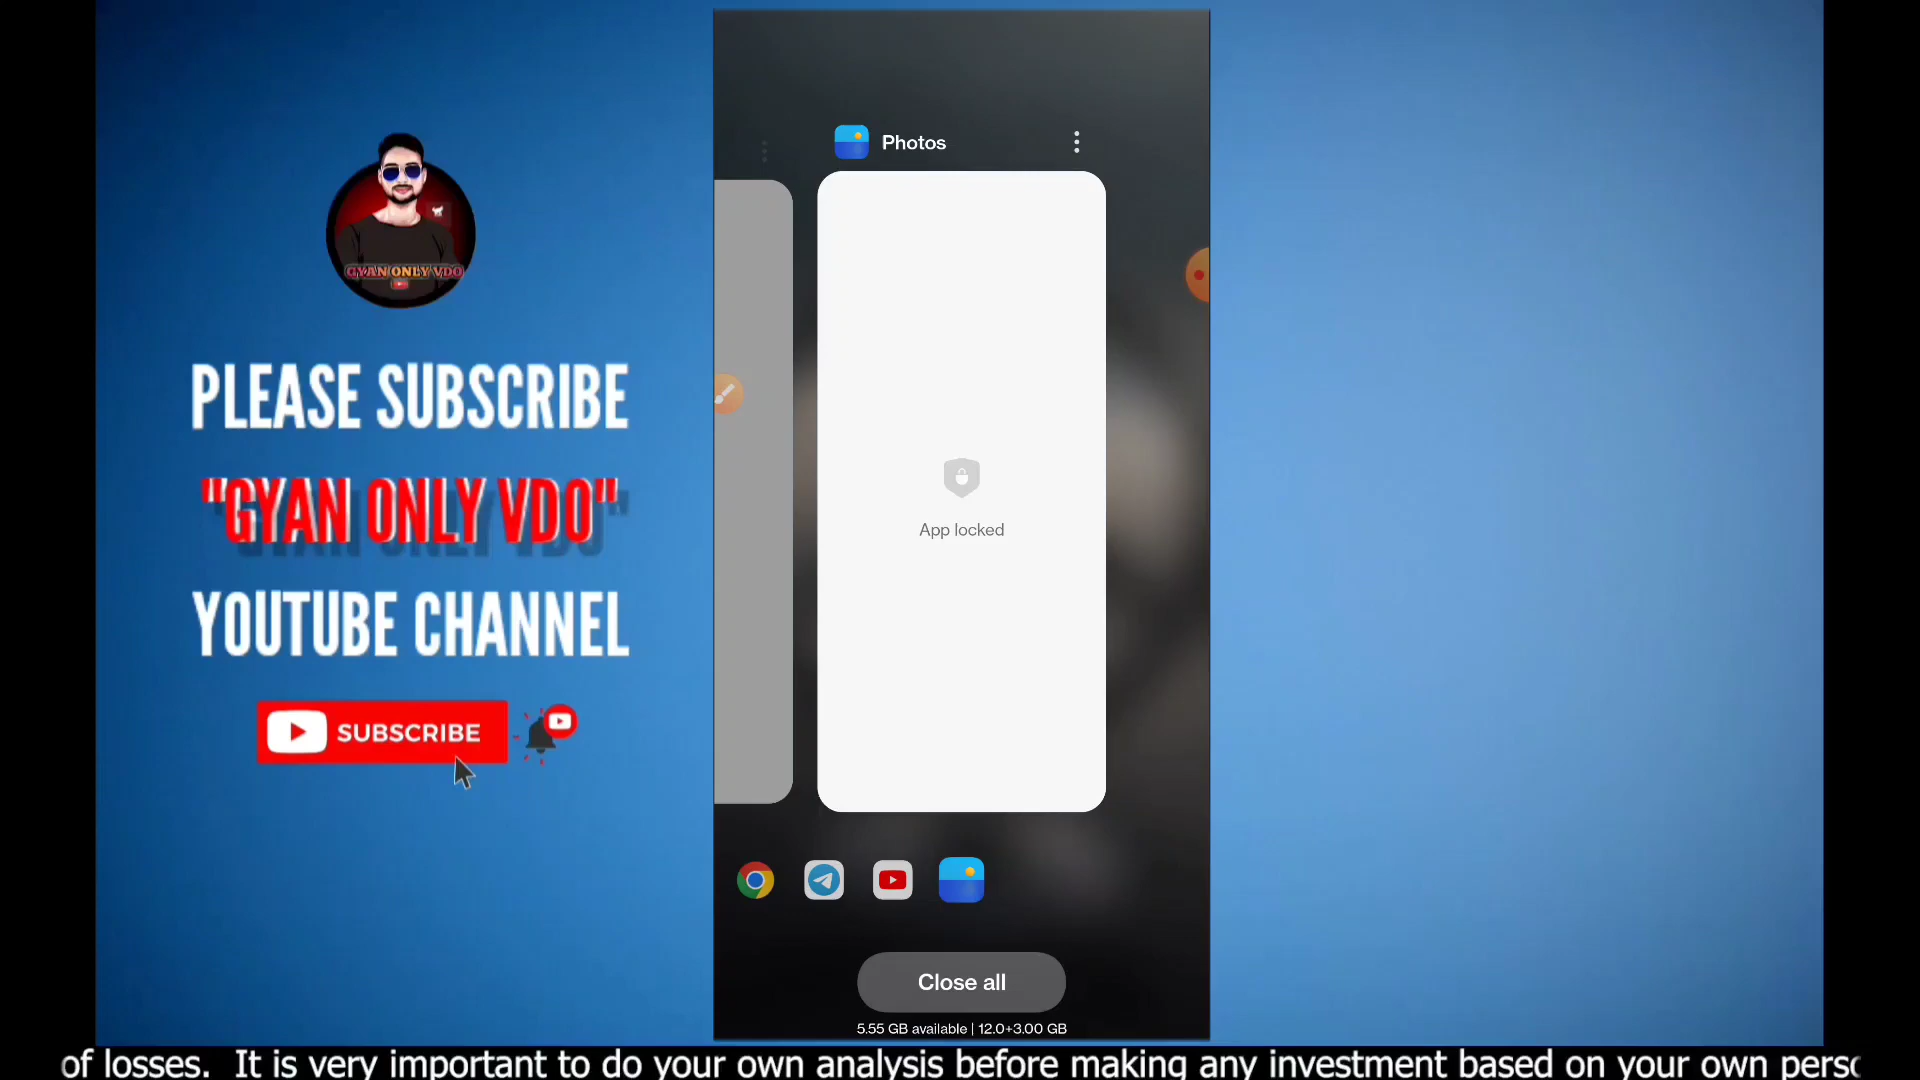 GYAN ONLY VDO
PLEASE SUBSCRIBE
"GYAN ONLY VDO"
YOUTUBE CHANNEL
SUBSCRIBE
Photos
App locked
Close all
5.55 GB available | 12.0+3.00 GB
of losses. It is very important to do your own analysis before making any investment based on your own